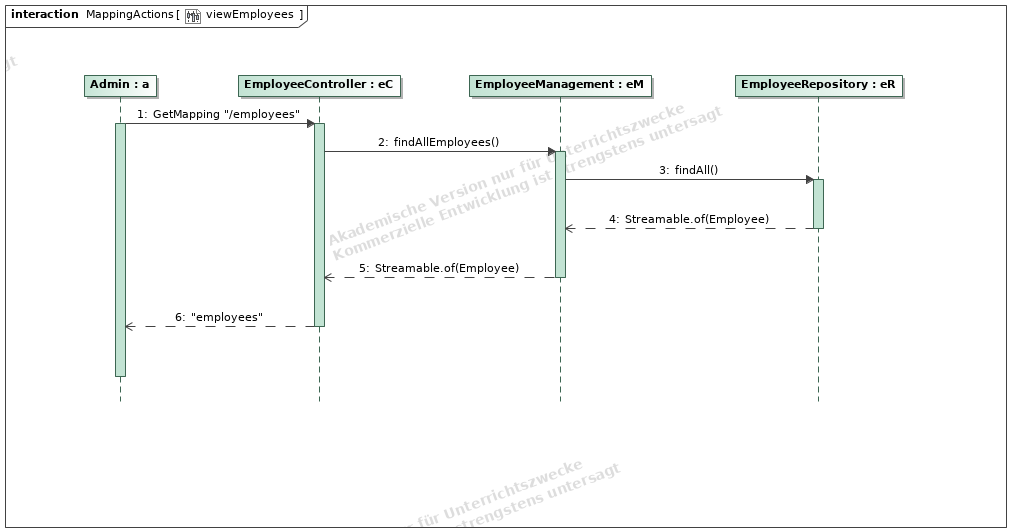 interaction MappingActions [ viewEmployees ]
gt
Admin : a
EmployeeController : eC
EmployeeManagement : eM
EmployeeRepository : eR
1: GetMapping "/employees"
2: findAllEmployees()
3: findAll()
4: Streamable.of(Employee)
5: Streamable.of(Employee)
6: "employees"
Akademische Version nur für Unterrichtszwecke
Kommerzielle Entwicklung ist strengstens untersagt
für Unterrichtszwecke
strengstens untersagt